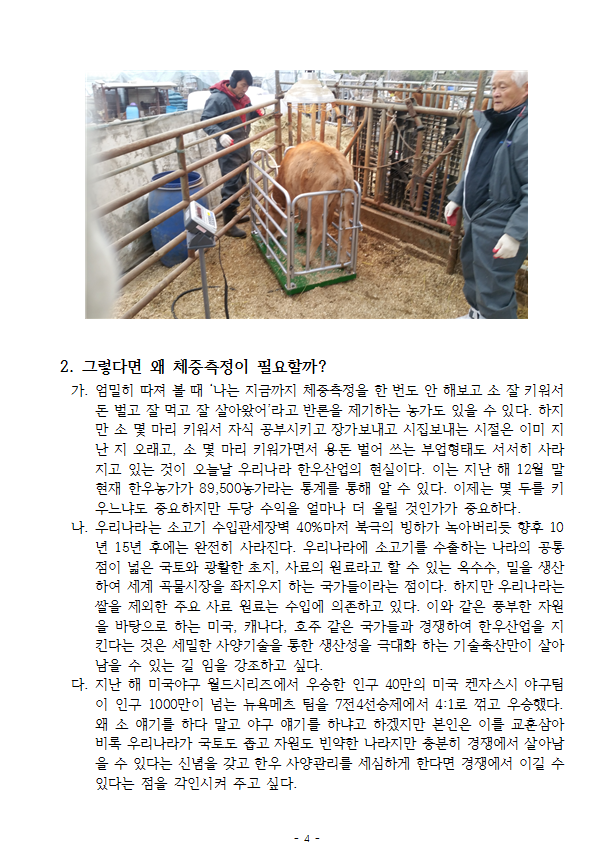 2. 그렇다면 왜 체중측정이 필요할까?
가. 엄밀히 따져 볼 때 '나는 지금까지 체중측정을 한 번도 안 해보고 소 잘 키워서
돈 벌고 잘 먹고 잘 살아왔어'라고 반론을 제기하는 농가도 있을 수 있다. 하지
만 소 몇 마리 키워서 자식 공부시키고 장가보내고 시집보내는 시절은 이미 지
난 지 오래고, 소 몇 마리 키워가면서 용돈 벌어 쓰는 부업형태도 서서히 사라
지고 있는 것이 오늘날 우리나라 한우산업의 현실이다. 이는 지난 해 12월 말
현재 한우농가가 89,500농가라는 통계를 통해 알 수 있다. 이제는 몇 두를 키
우느냐도 중요하지만 두당 수익을 얼마나 더 올릴 것인가가 중요하다.
나. 우리나라는 소고기 수입관세장벽 40%마저 북극의 빙하가 녹아버리듯 향후 10
년 15년 후에는 완전히 사라진다. 우리나라에 소고기를 수출하는 나라의 공통
점이 넓은 국토와 광활한 초지, 사료의 원료라고 할 수 있는 옥수수, 밀을 생산
하여 세계 곡물시장을 좌지우지 하는 국가들이라는 점이다. 하지만 우리나라는
쌀을 제외한 주요 사료 원료는 수입에 의존하고 있다. 이와 같은 풍부한 자원
을 바탕으로 하는 미국, 캐나다, 호주 같은 국가들과 경쟁하여 한우산업을 지
킨다는 것은 세밀한 사양기술을 통한 생산성을 극대화 하는 기술축산만이 살아
남을 수 있는 길 임을 강조하고 싶다.
다. 지난 해 미국야구 월드시리즈에서 우승한 인구 40만의 미국 켄자스시 야구팀
이 인구 1000만이 넘는 뉴욕메츠 팀을 7전4선승제에서 4:1로 꺾고 우승했다.
왜 소 얘기를 하다 말고 야구 얘기를 하냐고 하겠지만 본인은 이를 교훈삼아
비록 우리나라가 국토도 좁고 자원도 빈약한 나라지만 충분히 경쟁에서 살아남
을 수 있다는 신념을 갖고 한우 사양관리를 세심하게 한다면 경쟁에서 이길 수
있다는 점을 각인시켜 주고 싶다.
- 4 -